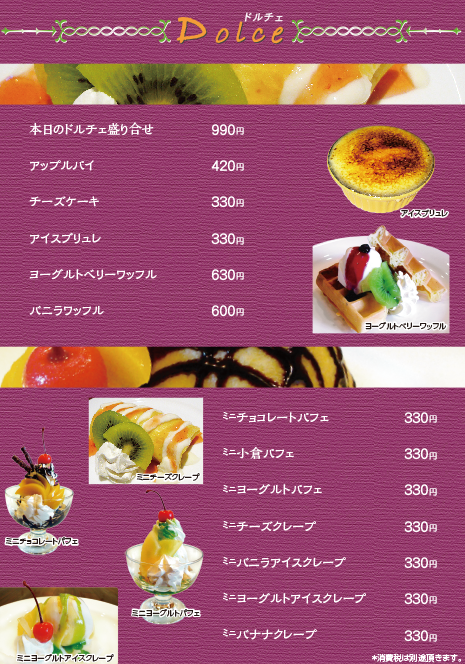 ドルチェ
Dolce
本日のドルチェ盛り合せ 990円
アップルパイ 420円
チーズケーキ 330円
アイスブリュレ 330円
ヨーグルトベリーワッフル 630円
バニラワッフル 600円
アイスブリュレ
ヨーグルトベリーワッフル
ミニチョコレートパフェ 330円
ミニ小倉パフェ 330円
ミニヨーグルトパフェ 330円
ミニチーズクレープ 330円
ミニバニラアイスクレープ 330円
ミニヨーグルトアイスクレープ 330円
ミニバナナクレープ 330円
ミニチーズクレープ
ミニチョコレートパフェ
ミニヨーグルトパフェ
ミニヨーグルトアイスクレープ
*消費税は別途頂きます。